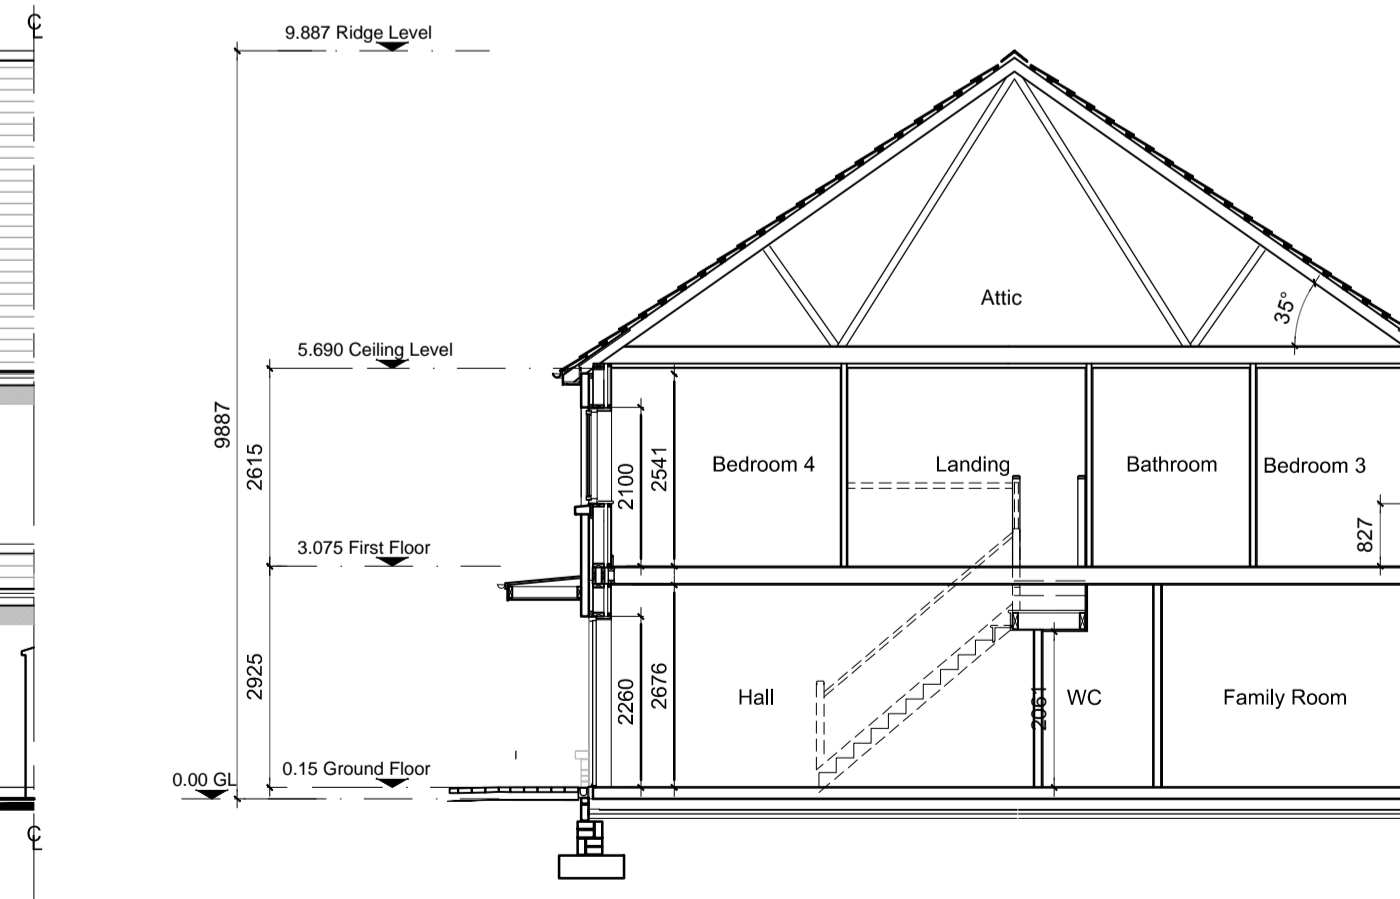 ℄
9.887 Ridge Level
Attic
35°
5.690 Ceiling Level
9887
2615
2100
2541
Bedroom 4
Landing
Bathroom
Bedroom 3
827
3.075 First Floor
2925
2260
2676
Hall
2061
WC
Family Room
0.15 Ground Floor
0.00 GL
℄